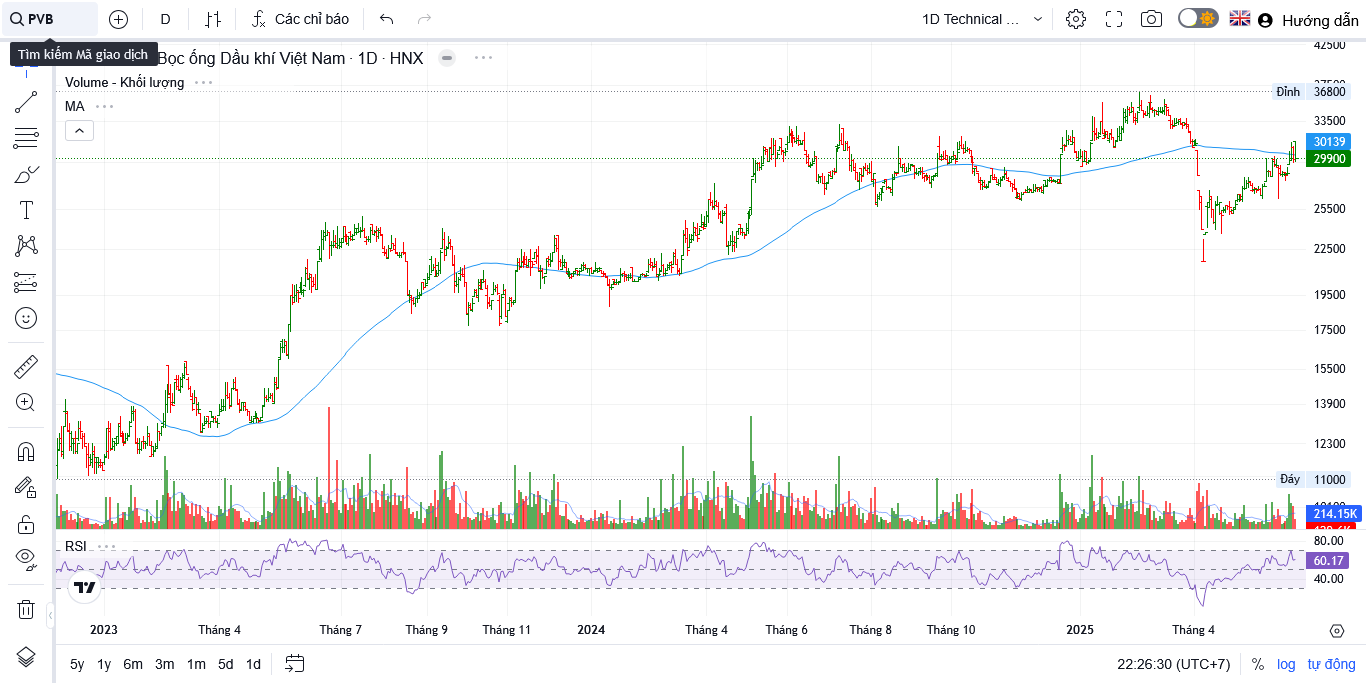 PVB D Các chỉ báo 1D Technical ... Hướng dẫn
Tìm kiếm Mã giao dịch Bọc ống Dầu khí Việt Nam · 1D · HNX
Volume - Khối lượng
MA
42500
Đỉnh 36800
33500
30139
29900
25500
22500
19500
17500
15500
13900
12300
Đáy 11000
214.15K
RSI
80.00
60.17
40.00
2023 Tháng 4 Tháng 7 Tháng 9 Tháng 11 2024 Tháng 4 Tháng 6 Tháng 8 Tháng 10 2025 Tháng 4
5y 1y 6m 3m 1m 5d 1d 22:26:30 (UTC+7) % log tự động